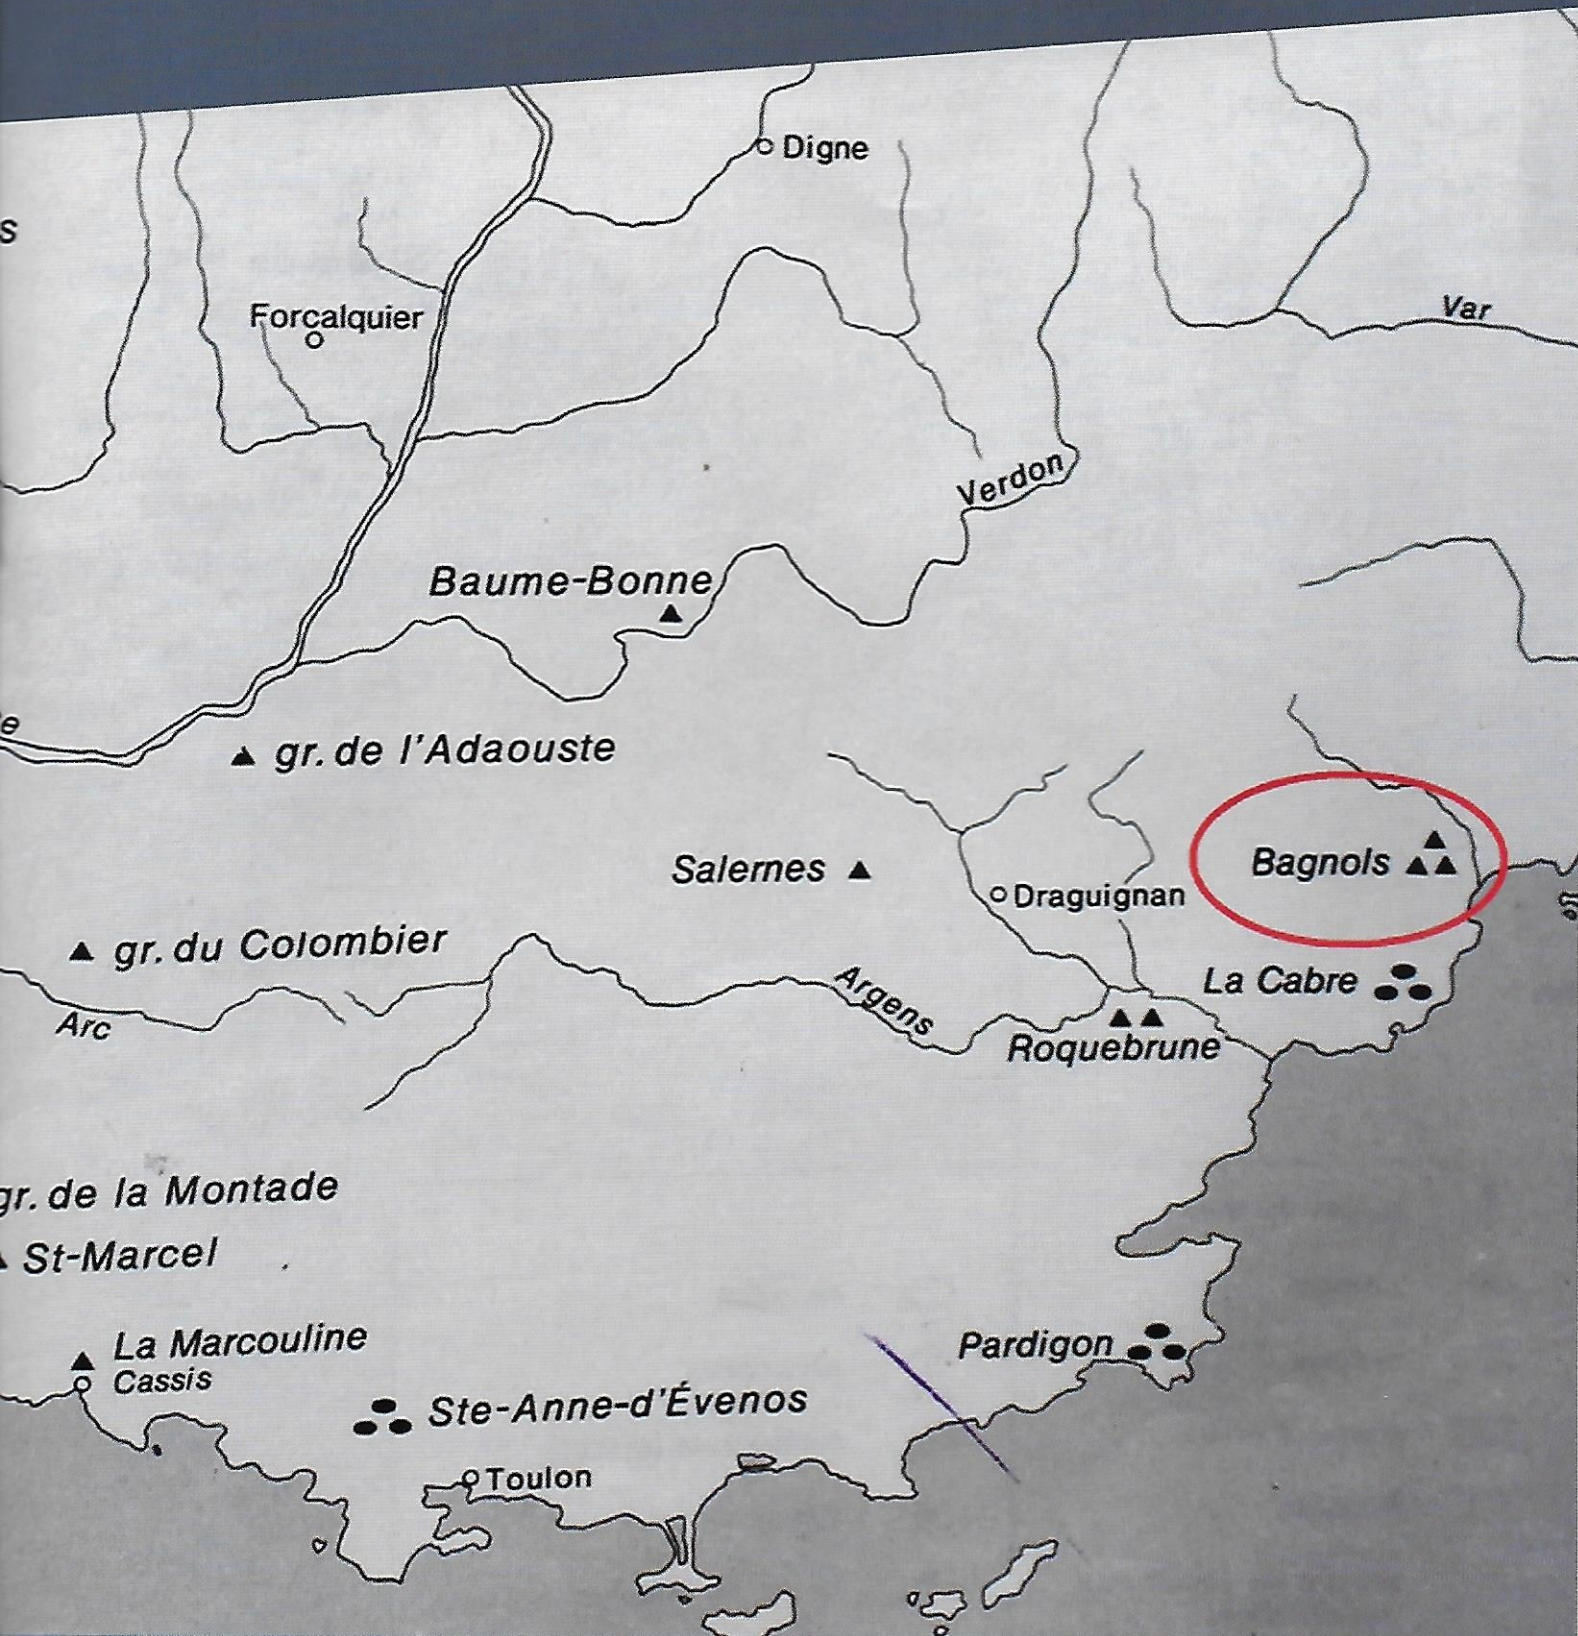 Digne
s
Forcalquier
Var
Verdon
Baume-Bonne
e
gr. de l'Adaouste
Salernes
Bagnols
Draguignan
gr. du Colombier
La Cabre
Argens
Arc
Roquebrune
gr. de la Montade
St-Marcel
La Marcouline
Pardigon
Cassis
Ste-Anne-d'Évenos
Toulon